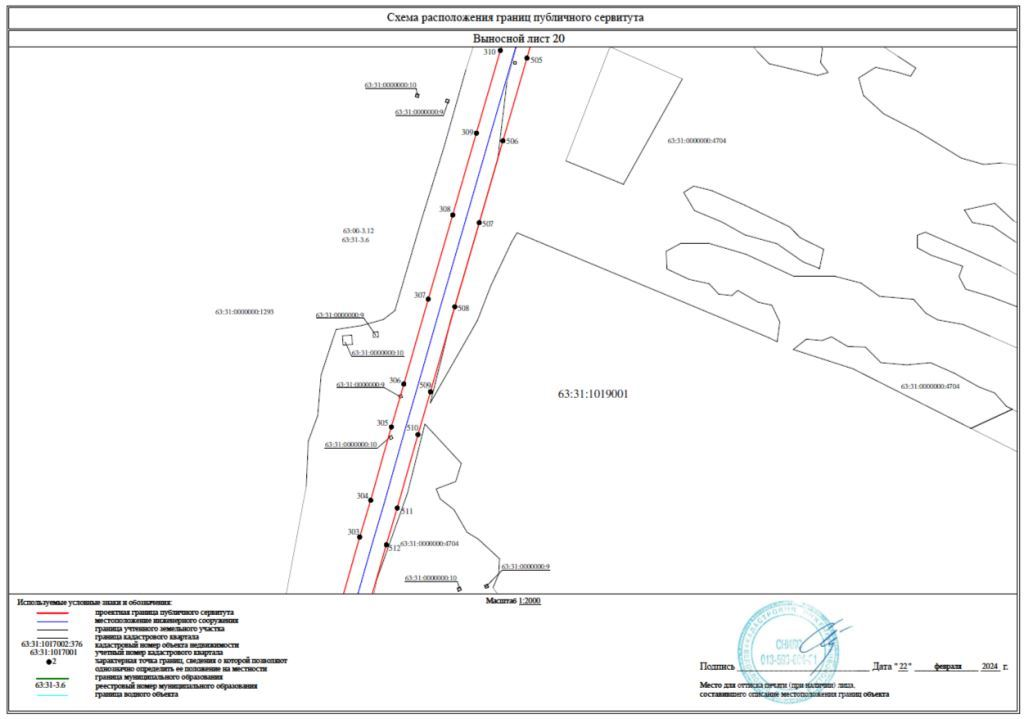 Схема расположения границ публичного сервитута
Выносной лист 20
310
505
63:31:0000000:10
63:31:0000000:9
309
506
63:31:0000000:4704
308
507
63:00-3.12
63:31-3.6
307
508
63:31:0000000:1293
63:31:0000000:9
63:31:0000000:10
306
63:31:0000000:9
509
63:31:1019001
63:31:0000000:4704
305
510
63:31:0000000:10
304
511
303
512
63:31:0000000:4704
63:31:0000000:9
63:31:0000000:10
Используемые условные знаки и обозначения:
Масштаб 1:2000
проектная граница публичного сервитута
местоположение инженерного сооружения
граница учтенного земельного участка
граница кадастрового квартала
63:31:1017002:376 кадастровый номер объекта недвижимости
63:31:1017001 учетный номер кадастрового квартала
2 характерная точка границ, сведения о которой позволяют
однозначно определить ее положение на местности
граница муниципального образования
63:31-3.6 реестровый номер муниципального образования
граница водного объекта
СНИЛС
Подпись Дата "22" февраля 2024 г.
Место для оттиска печати (при наличии) лица,
составившего описание местоположения границ объекта